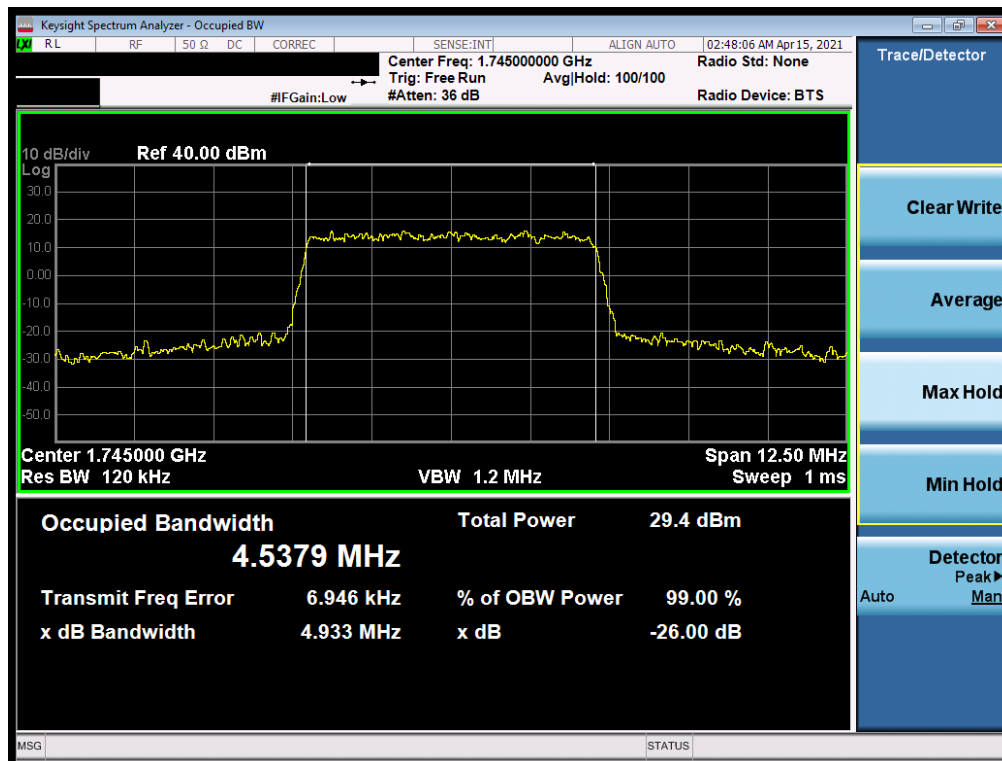 Keysight Spectrum Analyzer - Occupied BW
LXI RL RF 50 Ω DC CORREC SENSE:INT ALIGN AUTO 02:48:06 AM Apr 15, 2021
Center Freq: 1.745000000 GHz Radio Std: None
Trig: Free Run Avg|Hold: 100/100
#IFGain:Low #Atten: 36 dB Radio Device: BTS
10 dB/div Ref 40.00 dBm
Log
30.0
20.0
10.0
0.00
-10.0
-20.0
-30.0
-40.0
-50.0
Center 1.745000 GHz Span 12.50 MHz
Res BW 120 kHz VBW 1.2 MHz Sweep 1 ms
Occupied Bandwidth Total Power 29.4 dBm
4.5379 MHz
Transmit Freq Error 6.946 kHz % of OBW Power 99.00 %
x dB Bandwidth 4.933 MHz x dB -26.00 dB
MSG STATUS
Trace/Detector
Clear Write
Average
Max Hold
Min Hold
Detector
Peak▶
Auto Man